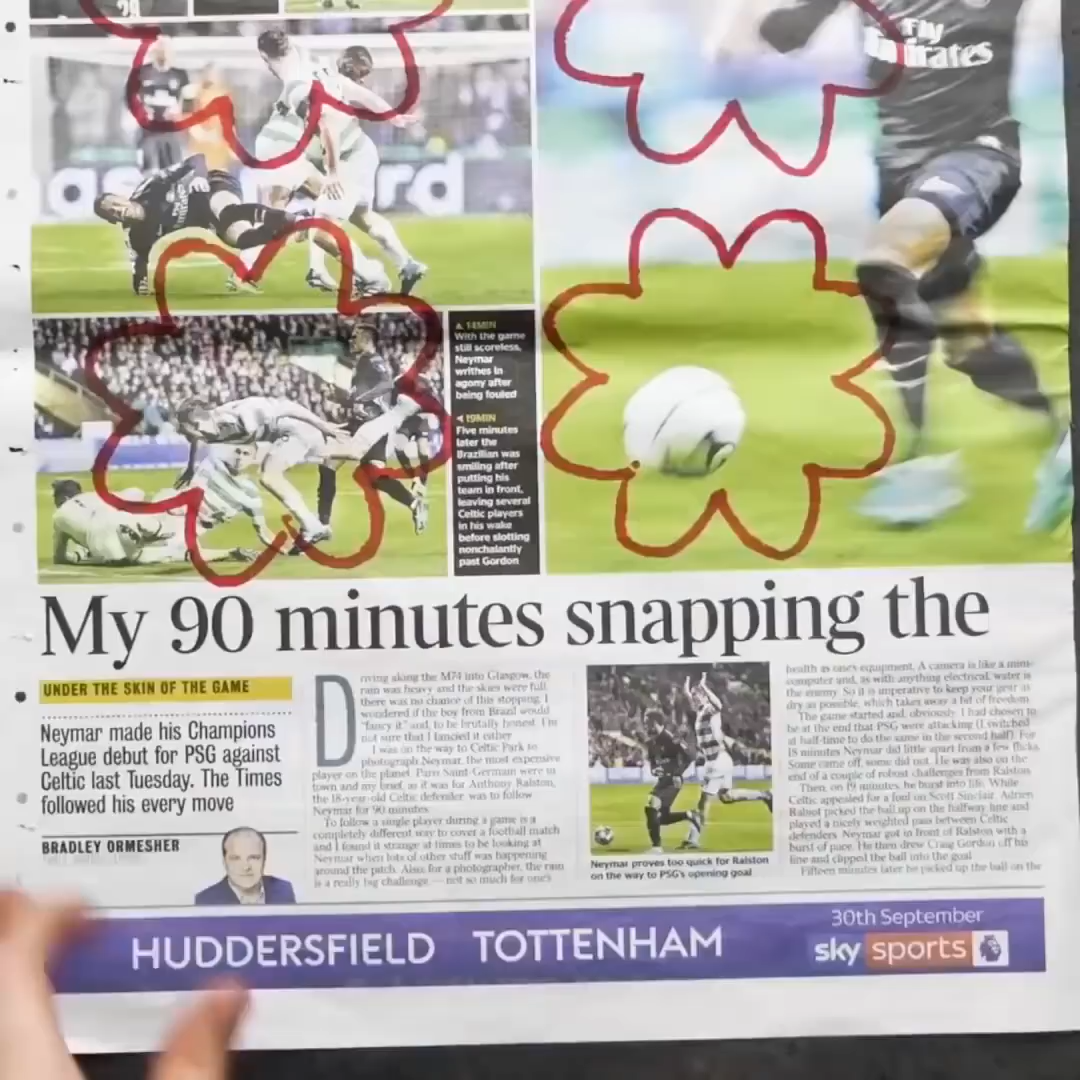 29
Fly
Emirates
as
rd
▲ 14MIN
With the game
still scoreless,
Neymar
writhes in
agony after
being fouled
◄ 19MIN
Five minutes
later the
Brazilian was
smiling after
putting his
team in front,
leaving several
Celtic players
in his wake
before slotting
nonchalantly
past Gordon
My 90 minutes snapping the
UNDER THE SKIN OF THE GAME
Neymar made his Champions
League debut for PSG against
Celtic last Tuesday. The Times
followed his every move
BRADLEY ORMESHER
Driving along the M74 into Glasgow, the
rain was heavy and the skies were full,
there was no chance of this stopping. I
wondered if the boy from Brazil would
"fancy it" and, to be brutally honest, I'm
not sure that I fancied it either.
I was on the way to Celtic Park to
photograph Neymar, the most expensive
player on the planet. Paris Saint-Germain were in
town and my brief, as it was for Anthony Ralston,
the 18-year-old Celtic defender, was to follow
Neymar for 90 minutes.
To follow a single player during a game is a
completely different way to cover a football match
and I found it strange at times to be looking at
Neymar when lots of other stuff was happening
around the patch. Also, for a photographer, the rain
is a really big challenge — not so much for one's
Neymar proves too quick for Ralston
on the way to PSG's opening goal
health as one's equipment. A camera is like a mini-
computer and, as with anything electrical, water is
the enemy. So it is imperative to keep your gear as
dry as possible, which takes away a bit of freedom.
The game started and, obviously, I had chosen to
be at the end that PSG were attacking (I switched
at half-time to do the same in the second half). For
18 minutes Neymar did little apart from a few flicks.
Some came off, some did not. He was also on the
end of a couple of robust challenges from Ralston.
Then, on 19 minutes, he burst into life. While
Celtic appealed for a foul on Scott Sinclair, Adrien
Rabiot picked the ball up on the halfway line and
played a nicely weighted pass between Celtic
defenders. Neymar got in front of Ralston with a
burst of pace. He then drew Craig Gordon off his
line and clipped the ball into the goal.
Fifteen minutes later he picked up the ball on the
HUDDERSFIELD TOTTENHAM
30th September
sky sports